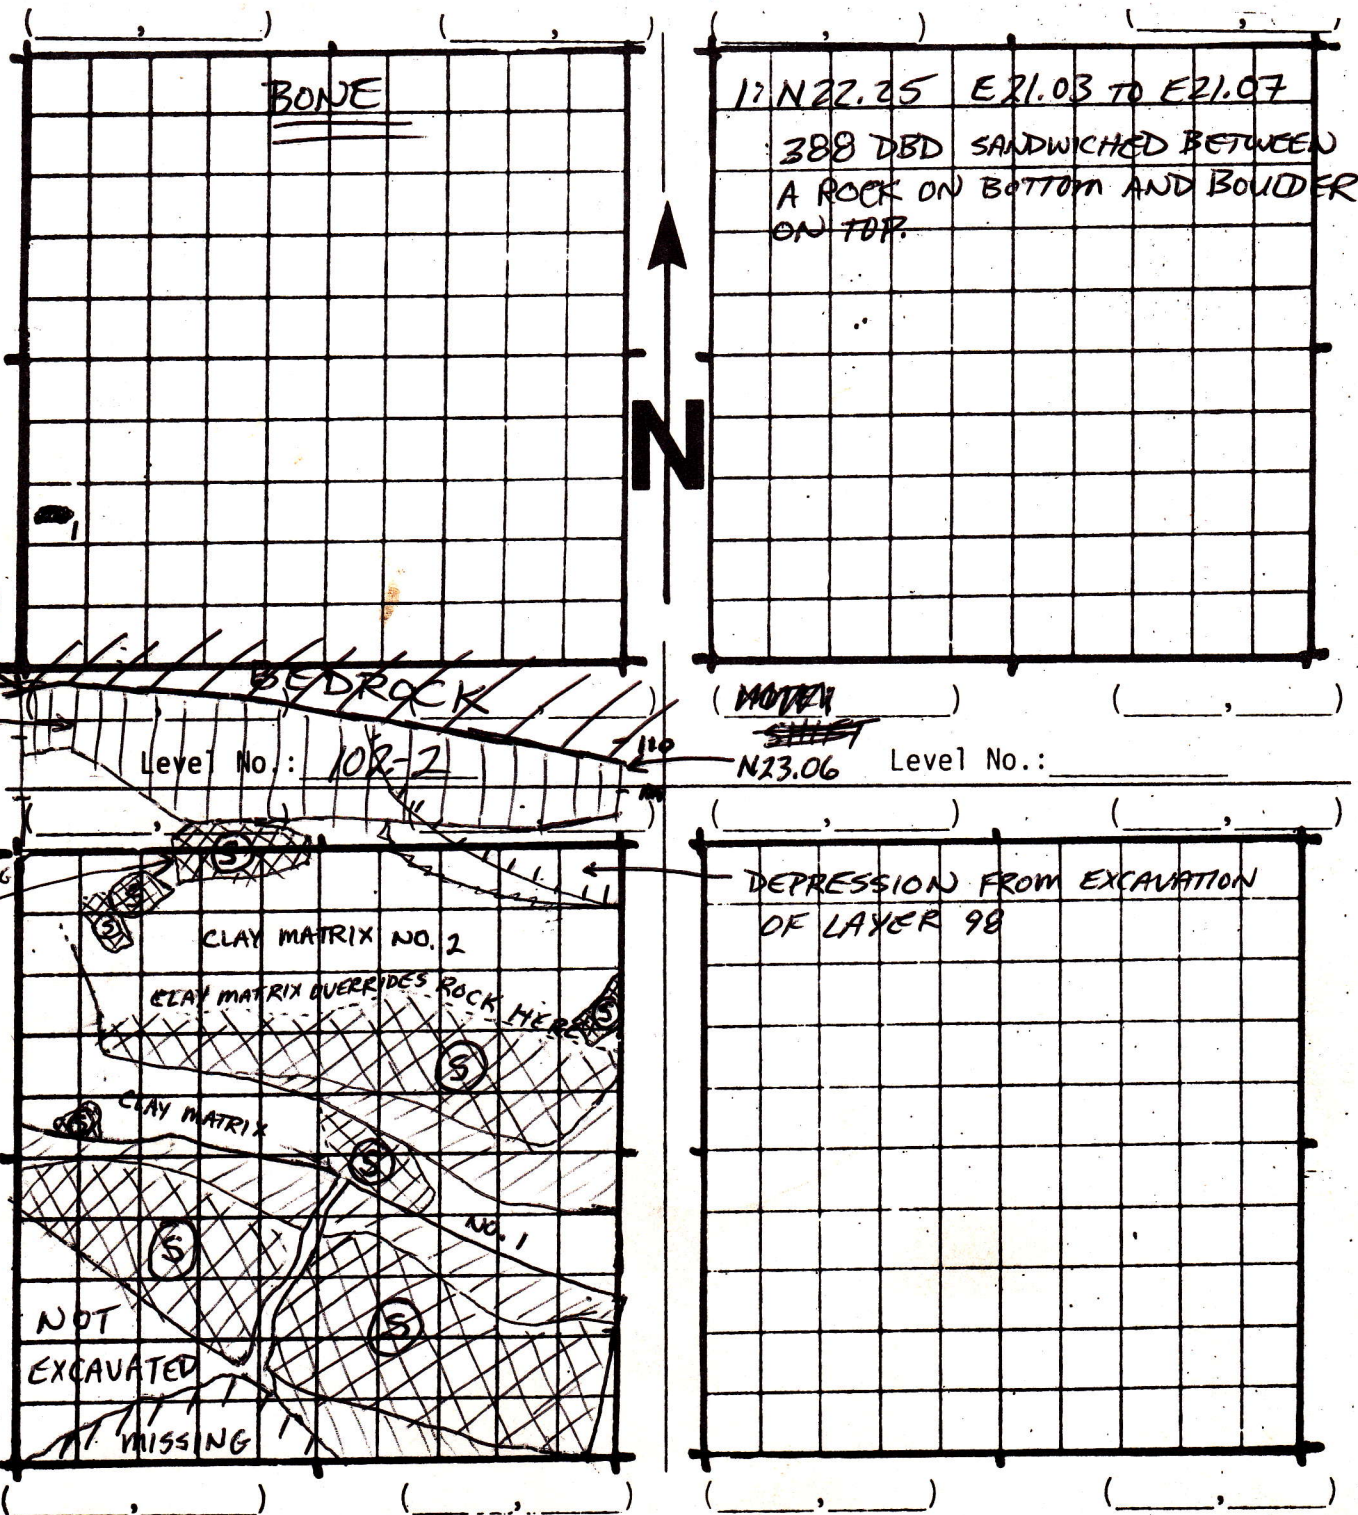 BONE
1: N22.25 E21.03 TO E21.07
388 DBD SANDWICHED BETWEEN
A ROCK ON BOTTOM AND BOULDER
ON TOP.
N
1
BEDROCK
Level No.: 102-2
110
N23.06
Level No.:
S
S
S
DEPRESSION FROM EXCAVATION
OF LAYER 98
CLAY MATRIX NO. 2
CLAY MATRIX OVERRIDES ROCK HERE
S
S
CLAY MATRIX
S
S
NO. 1
S
S
NOT
EXCAVATED
MISSING